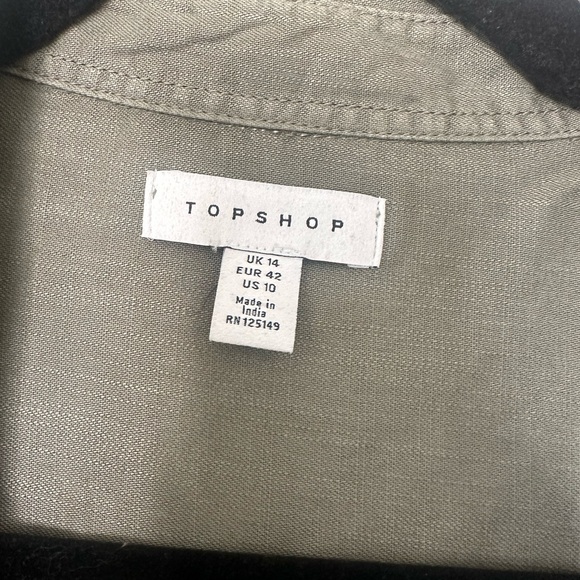 TOPSHOP
UK 14
EUR 42
US 10
Made in
India
RN125149